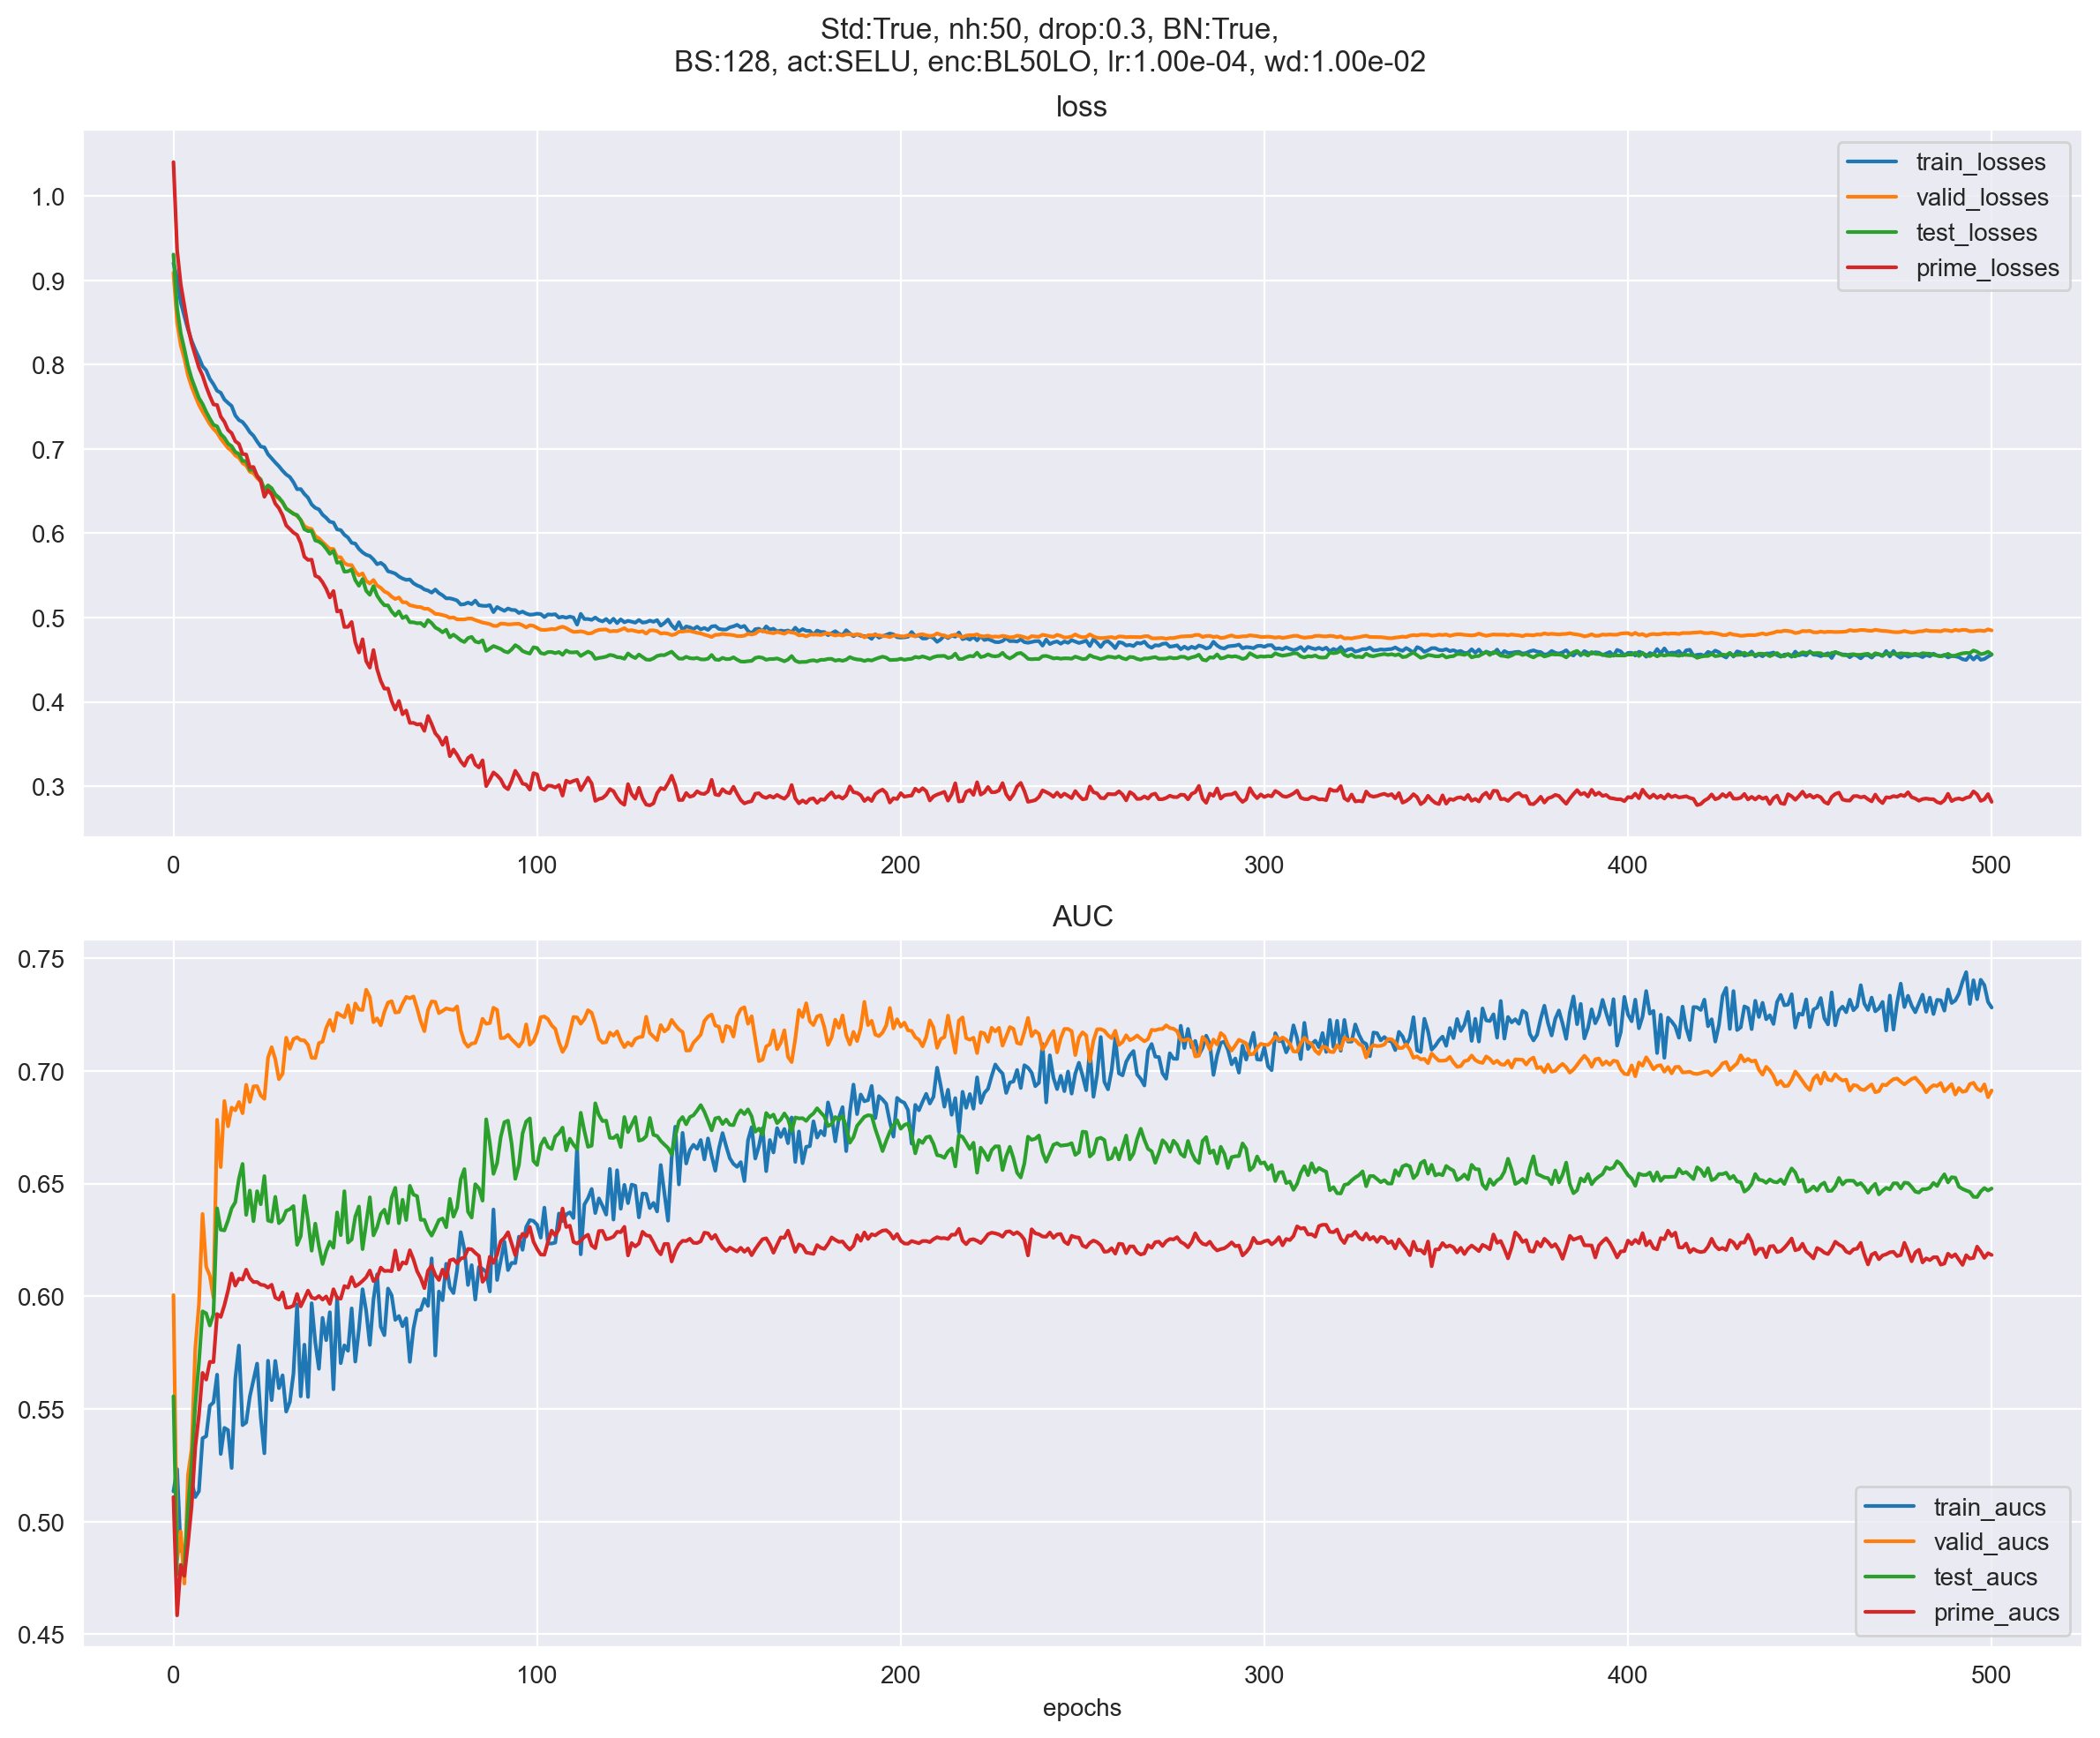 Std:True, nh:50, drop:0.3, BN:True,
BS:128, act:SELU, enc:BL50LO, lr:1.00e-04, wd:1.00e-02
loss
train_losses
valid_losses
test_losses
prime_losses
1.0
0.9
0.8
0.7
0.6
0.5
0.4
0.3
0 100 200 300 400 500
AUC
0.75
0.70
0.65
0.60
0.55
0.50
0.45
train_aucs
valid_aucs
test_aucs
prime_aucs
0 100 200 300 400 500
epochs